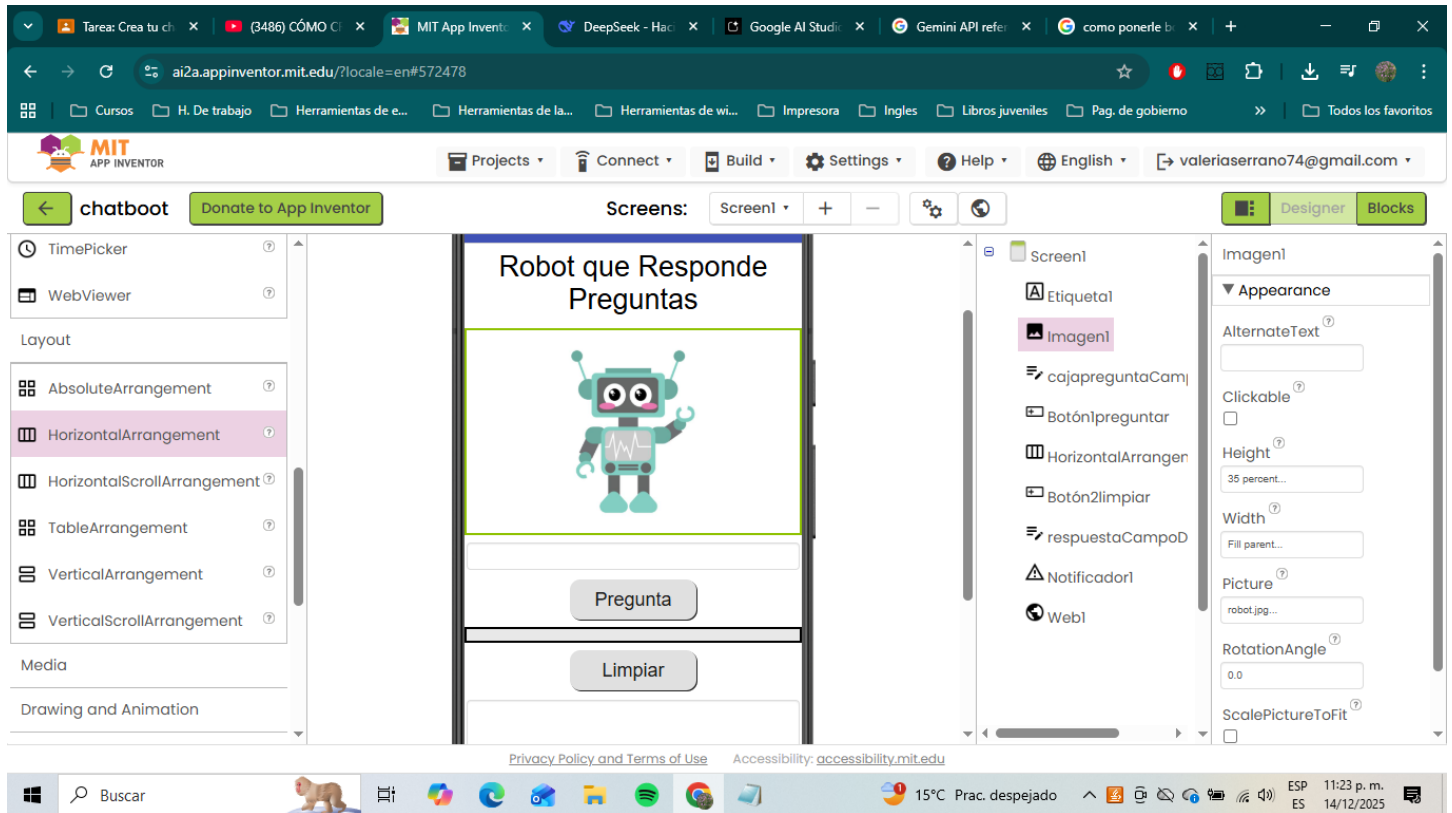 Tarea: Crea tu ch
(3486) CÓMO C
MIT App Invento
DeepSeek - Haci
Google AI Studio
Gemini API refer
como ponerle b
ai2a.appinventor.mit.edu/?locale=en#572478
Cursos
H. De trabajo
Herramientas de e...
Herramientas de la...
Herramientas de wi...
Impresora
Ingles
Libros juveniles
Pag. de gobierno
»
Todos los favoritos
MIT
APP INVENTOR
Projects
Connect
Build
Settings
Help
English
valeriaserrano74@gmail.com
chatboot
Donate to App Inventor
Screens:
Screen1
Designer
Blocks
TimePicker
WebViewer
Layout
AbsoluteArrangement
HorizontalArrangement
HorizontalScrollArrangement
TableArrangement
VerticalArrangement
VerticalScrollArrangement
Media
Drawing and Animation
Robot que Responde
Preguntas
Pregunta
Limpiar
Screen1
Etiqueta1
Imagen1
cajapreguntaCam
Botón1preguntar
HorizontalArrangen
Botón2limpiar
respuestaCampoD
Notificador1
Web1
Imagen1
Appearance
AlternateText
Clickable
Height
35 percent...
Width
Fill parent...
Picture
robot.jpg...
RotationAngle
0.0
ScalePictureToFit
Privacy Policy and Terms of Use
Accessibility: accessibility.mit.edu
Buscar
15°C Prac. despejado
ESP
ES
11:23 p. m.
14/12/2025